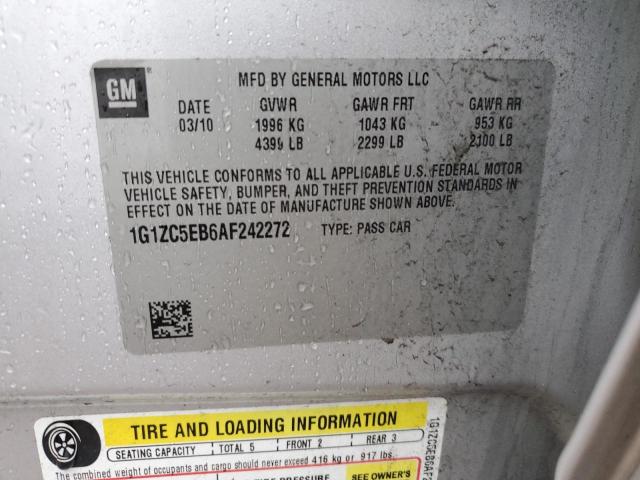 GM ® MFD BY GENERAL MOTORS LLC
DATE GVWR GAWR FRT GAWR RR
03/10 1996 KG 1043 KG 953 KG
4399 LB 2299 LB 2100 LB
THIS VEHICLE CONFORMS TO ALL APPLICABLE U.S. FEDERAL MOTOR
VEHICLE SAFETY, BUMPER, AND THEFT PREVENTION STANDARDS IN
EFFECT ON THE DATE OF MANUFACTURE SHOWN ABOVE.
1G1ZC5EB6AF242272 TYPE: PASS CAR
TIRE AND LOADING INFORMATION
SEATING CAPACITY TOTAL 5 FRONT 2 REAR 3
The combined weight of occupants and cargo should never exceed 416 kg or 917 lbs.
PRESSURE SEE OWNER'S
1G1ZC5EB6AF2